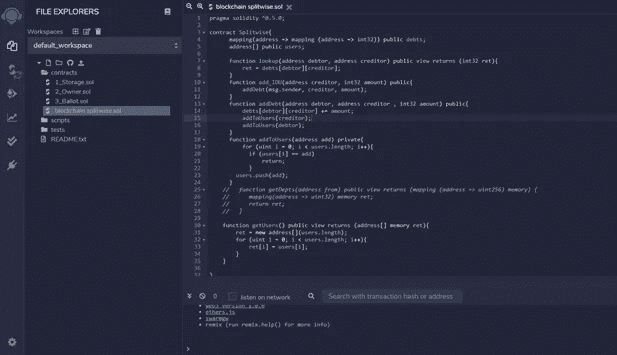 FILE EXPLORERS
Workspaces
default_workspace
contracts
1_Storage.sol
2_Owner.sol
3_Ballot.sol
blockchain splitwise.sol
scripts
tests
README.txt
blockchain splitwise.sol
1 pragma solidity ^0.5.0;
2
3 contract Splitwise{
4 mapping(address => mapping (address => int32)) public debts;
5 address[] public users;
6
7 function lookup(address debtor, address creditor) public view returns (int32 ret){
8 ret = debts[debtor][creditor];
9 }
10 function add_IOU(address creditor, int32 amount) public{
11 addDebt(msg.sender, creditor, amount);
12 }
13 function addDebt(address debtor, address creditor , int32 amount) public{
14 debts[debtor][creditor] += amount;
15 addToUsers(creditor);
16 addToUsers(debtor);
17 }
18 function addToUsers(address add) private{
19 for (uint i = 0; i < users.length; i++){
20 if (users[i] == add)
21 return;
22 }
23 users.push(add);
24 }
25 // function getDepts(address from) public view returns (mapping (address => uint256) memory) {
26 // mapping(address => uint32) memory ret;
27 // return ret;
28 // }
29
30 function getUsers() public view returns (address[] memory ret){
31 ret = new address[](users.length);
32 for (uint i = 0; i < users.length; i++){
33 ret[i] = users[i];
34 }
35 }
36
37 }
0
listen on network
Search with transaction hash or address
web3 version 1.0.0
ethers.js
swarmgw
remix (run remix.help() for more info)
>